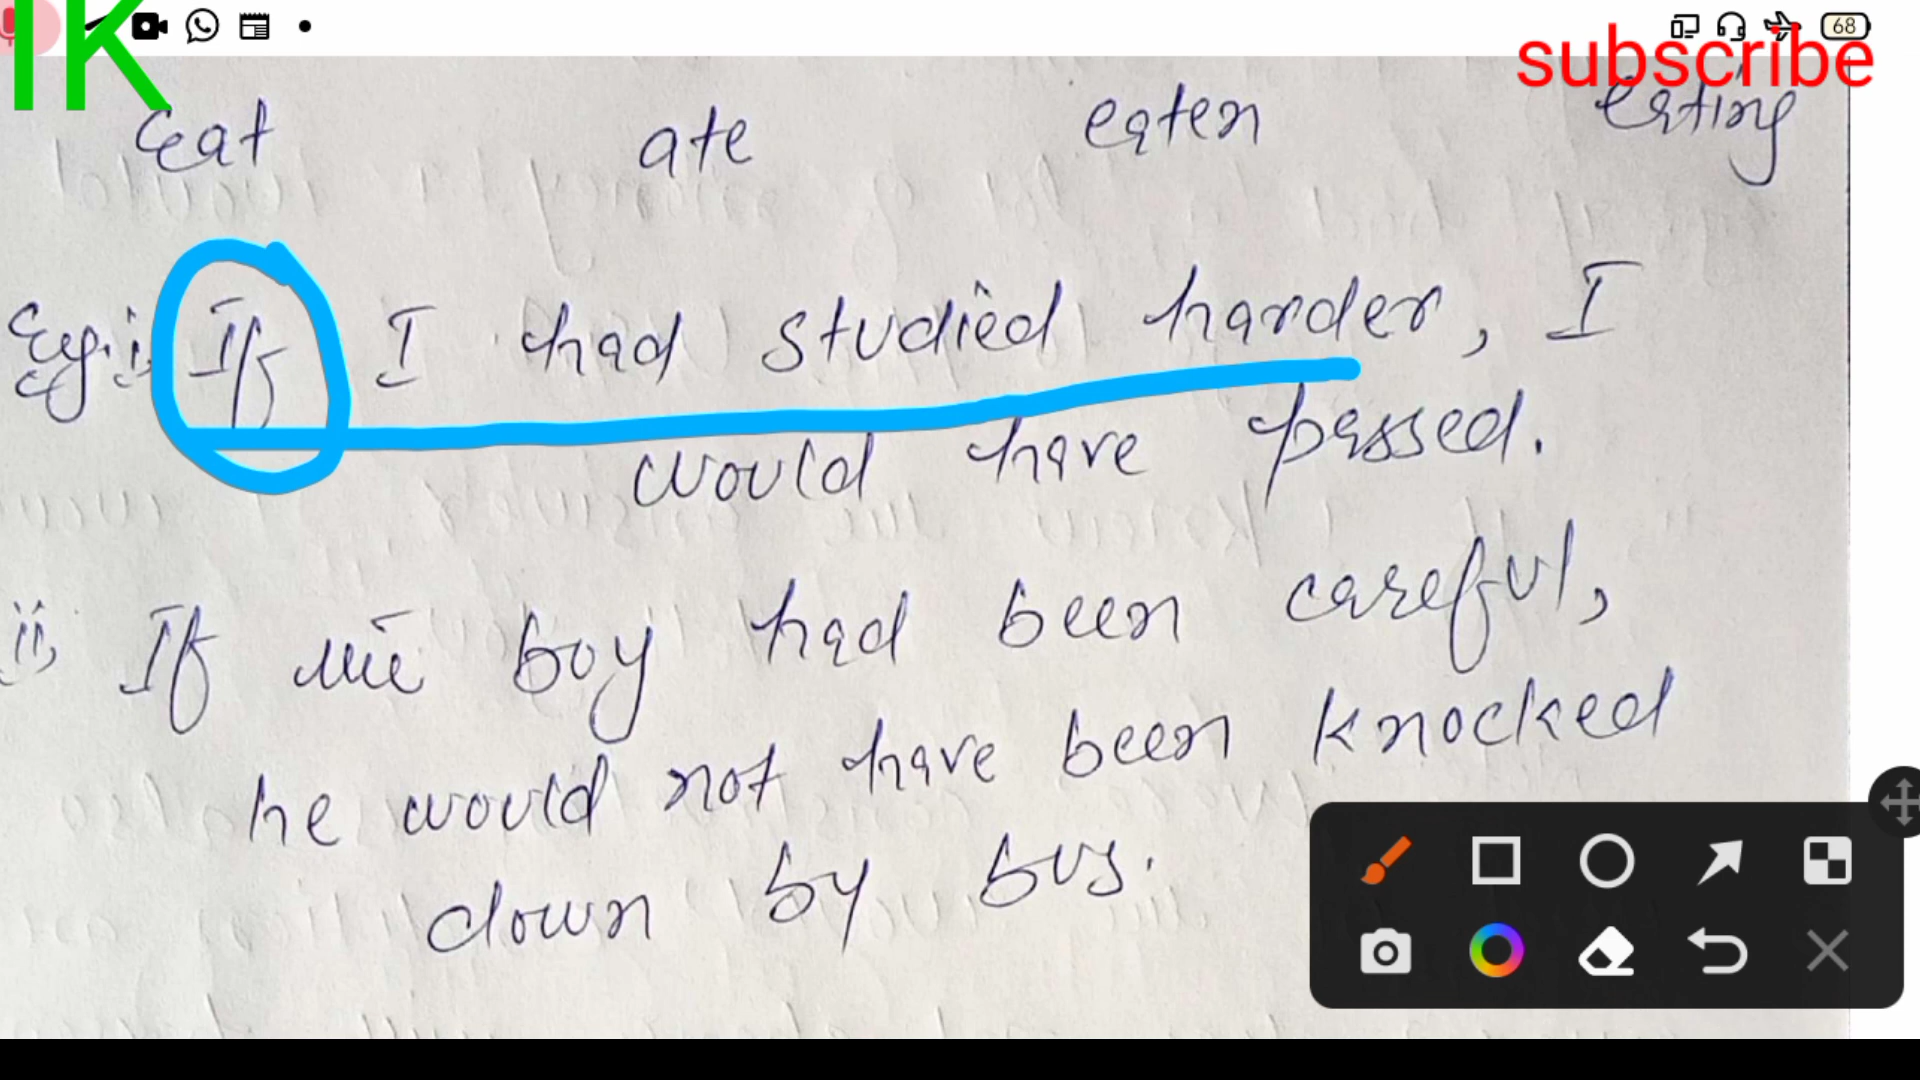 IK
68
subscribe
Eat ate eaten eating
Eg:i, If I had studied harder, I
would have passed.
ii, If the boy had been careful,
he would not have been knocked
down by bus.